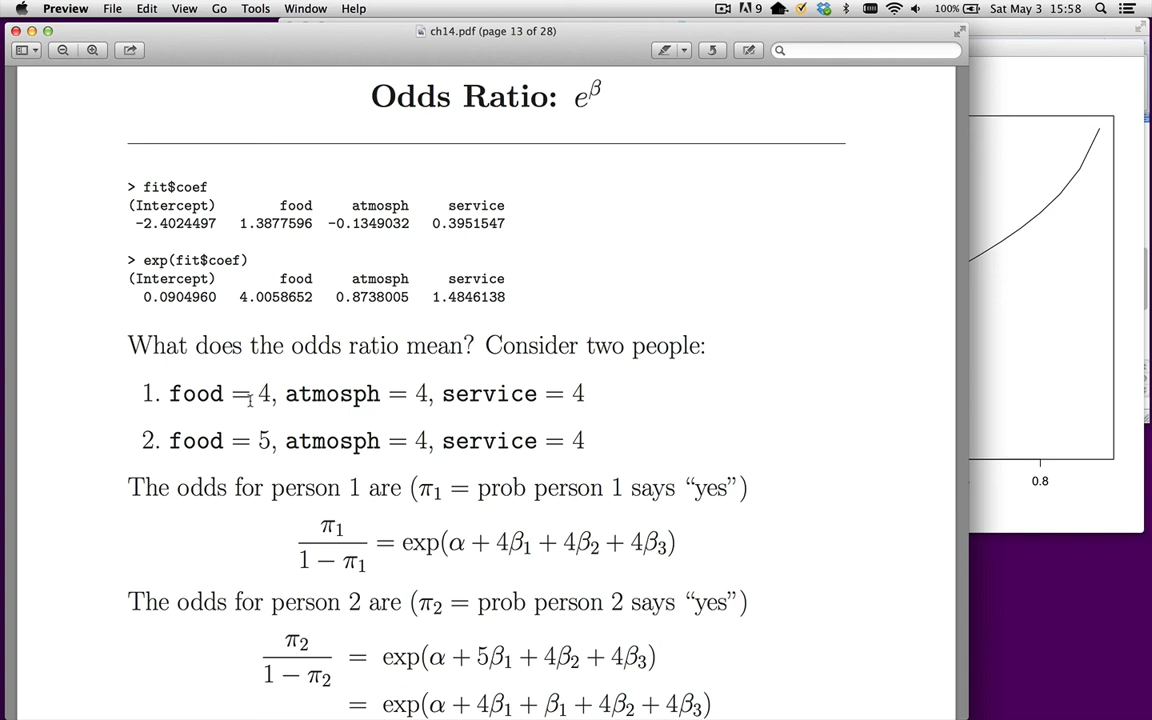 Preview File Edit View Go Tools Window Help 9 100% Sat May 3 15:58
ch14.pdf (page 13 of 28)
Odds Ratio: e^β
> fit$coef
(Intercept) food atmosph service
-2.4024497 1.3877596 -0.1349032 0.3951547
> exp(fit$coef)
(Intercept) food atmosph service
0.0904960 4.0058652 0.8738005 1.4846138
What does the odds ratio mean? Consider two people:
1. food = 4, atmosph = 4, service = 4
2. food = 5, atmosph = 4, service = 4
The odds for person 1 are (π₁ = prob person 1 says “yes”)
π₁
1 − π₁ = exp(α + 4β₁ + 4β₂ + 4β₃)
The odds for person 2 are (π₂ = prob person 2 says “yes”)
π₂
1 − π₂ = exp(α + 5β₁ + 4β₂ + 4β₃)
= exp(α + 4β₁ + β₁ + 4β₂ + 4β₃)
0.8